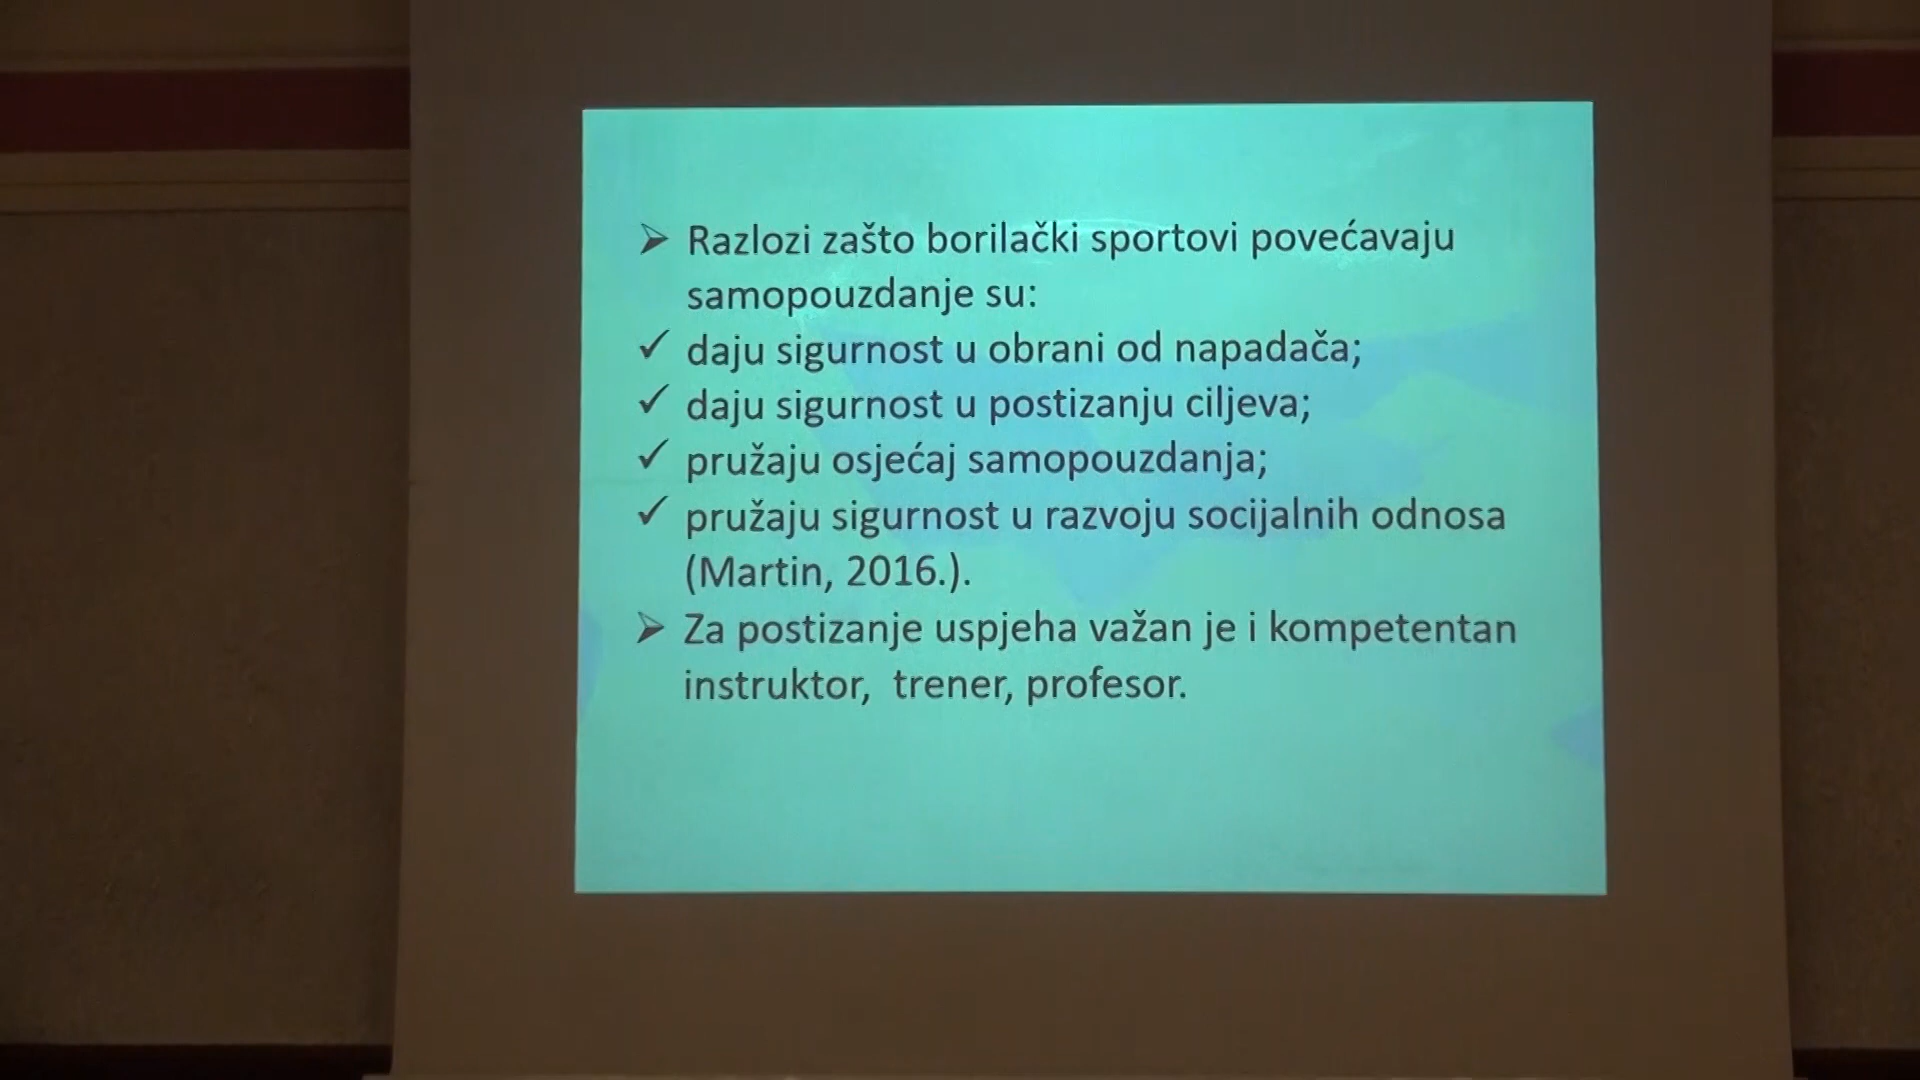 ➢ Razlozi zašto borilački sportovi povećavaju
samopouzdanje su:
✓ daju sigurnost u obrani od napadača;
✓ daju sigurnost u postizanju ciljeva;
✓ pružaju osjećaj samopouzdanja;
✓ pružaju sigurnost u razvoju socijalnih odnosa
(Martin, 2016.).
➢ Za postizanje uspjeha važan je i kompetentan
instruktor, trener, profesor.